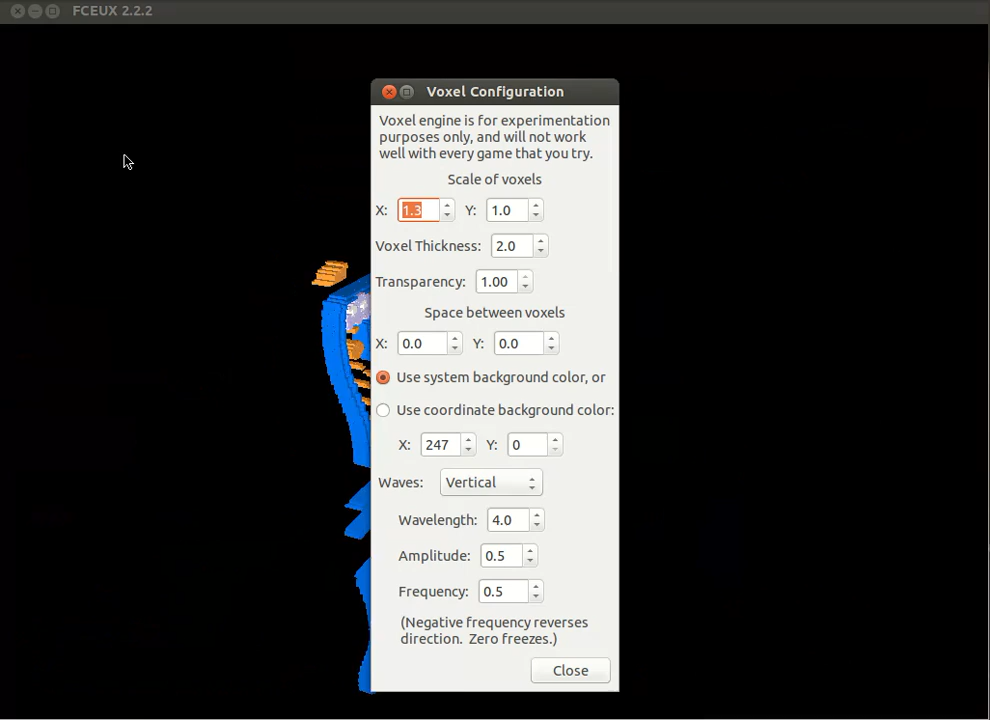 FCEUX 2.2.2
Voxel Configuration
Voxel engine is for experimentation
purposes only, and will not work
well with every game that you try.
Scale of voxels
X: 1.3 Y: 1.0
Voxel Thickness: 2.0
Transparency: 1.00
Space between voxels
X: 0.0 Y: 0.0
Use system background color, or
Use coordinate background color:
X: 247 Y: 0
Waves: Vertical
Wavelength: 4.0
Amplitude: 0.5
Frequency: 0.5
(Negative frequency reverses
direction. Zero freezes.)
Close